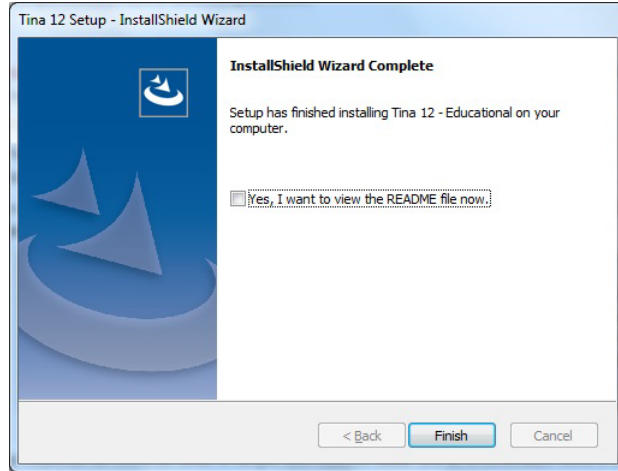 Tina 12 Setup - InstallShield Wizard
InstallShield Wizard Complete
Setup has finished installing Tina 12 - Educational on your
computer.
Yes, I want to view the README file now.
< Back
Finish
Cancel